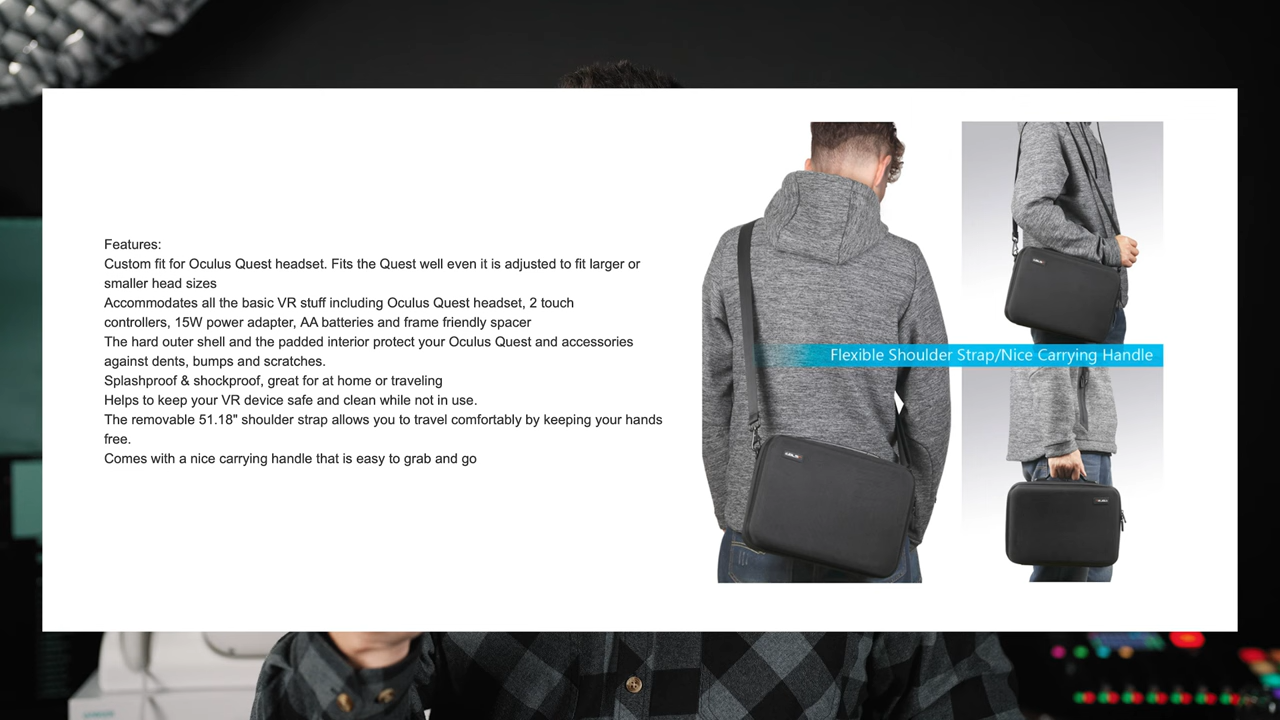 Features:
Custom fit for Oculus Quest headset. Fits the Quest well even it is adjusted to fit larger or
smaller head sizes
Accommodates all the basic VR stuff including Oculus Quest headset, 2 touch
controllers, 15W power adapter, AA batteries and frame friendly spacer
The hard outer shell and the padded interior protect your Oculus Quest and accessories
against dents, bumps and scratches.
Splashproof & shockproof, great for at home or traveling
Helps to keep your VR device safe and clean while not in use.
The removable 51.18" shoulder strap allows you to travel comfortably by keeping your hands
free.
Comes with a nice carrying handle that is easy to grab and go
Flexible Shoulder Strap/Nice Carrying Handle